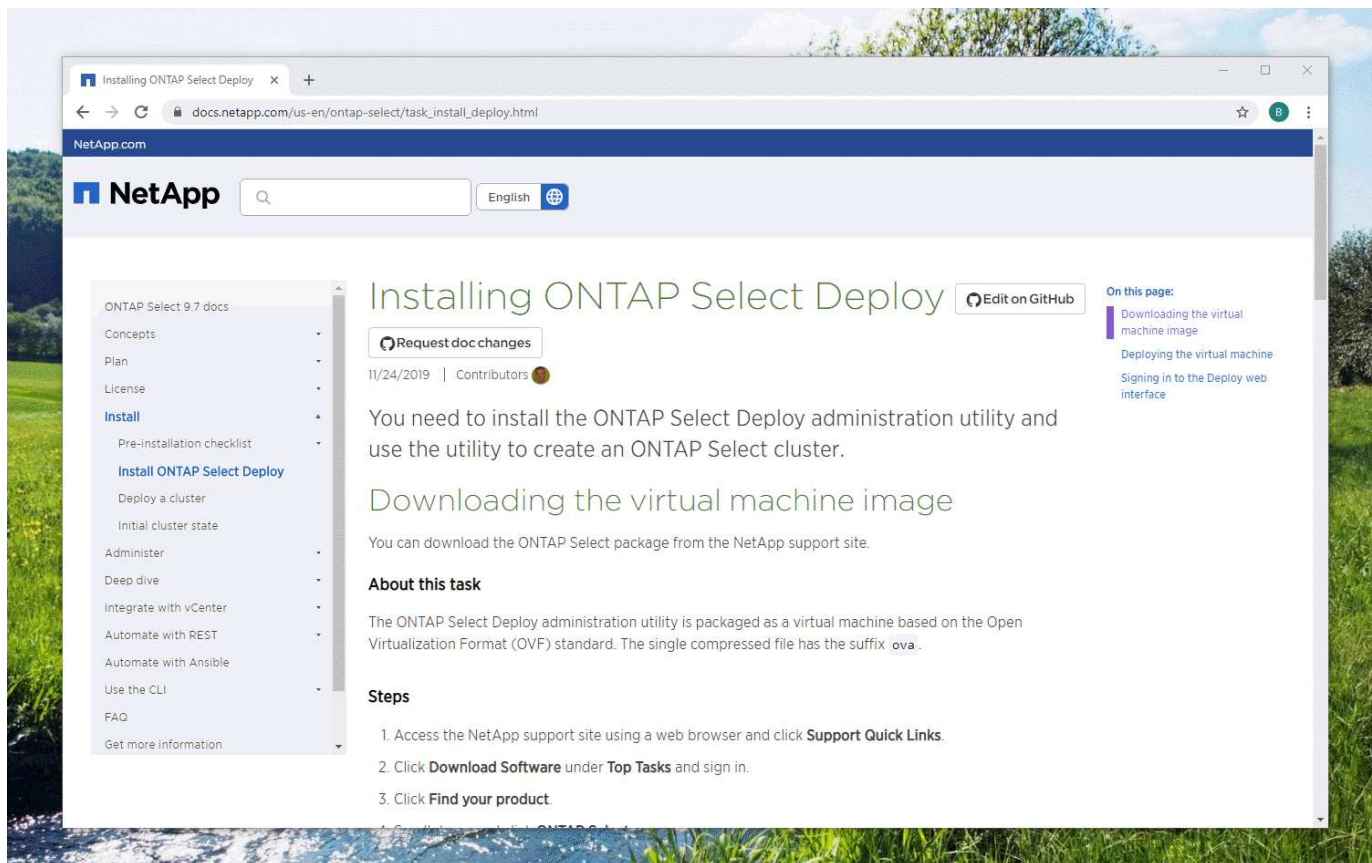 Installing ONTAP Select Deploy
docs.netapp.com/us-en/ontap-select/task_install_deploy.html
B
NetApp.com
NetApp
English
ONTAP Select 9.7 docs
Concepts
Plan
License
Install
Pre-installation checklist
Install ONTAP Select Deploy
Deploy a cluster
Initial cluster state
Administer
Deep dive
Integrate with vCenter
Automate with REST
Automate with Ansible
Use the CLI
FAQ
Get more information
Installing ONTAP Select Deploy
Edit on GitHub
Request doc changes
11/24/2019 | Contributors
You need to install the ONTAP Select Deploy administration utility and
use the utility to create an ONTAP Select cluster.
Downloading the virtual machine image
You can download the ONTAP Select package from the NetApp support site.
About this task
The ONTAP Select Deploy administration utility is packaged as a virtual machine based on the Open
Virtualization Format (OVF) standard. The single compressed file has the suffix ova .
Steps
1. Access the NetApp support site using a web browser and click Support Quick Links.
2. Click Download Software under Top Tasks and sign in.
3. Click Find your product.
On this page:
Downloading the virtual
machine image
Deploying the virtual machine
Signing in to the Deploy web
interface